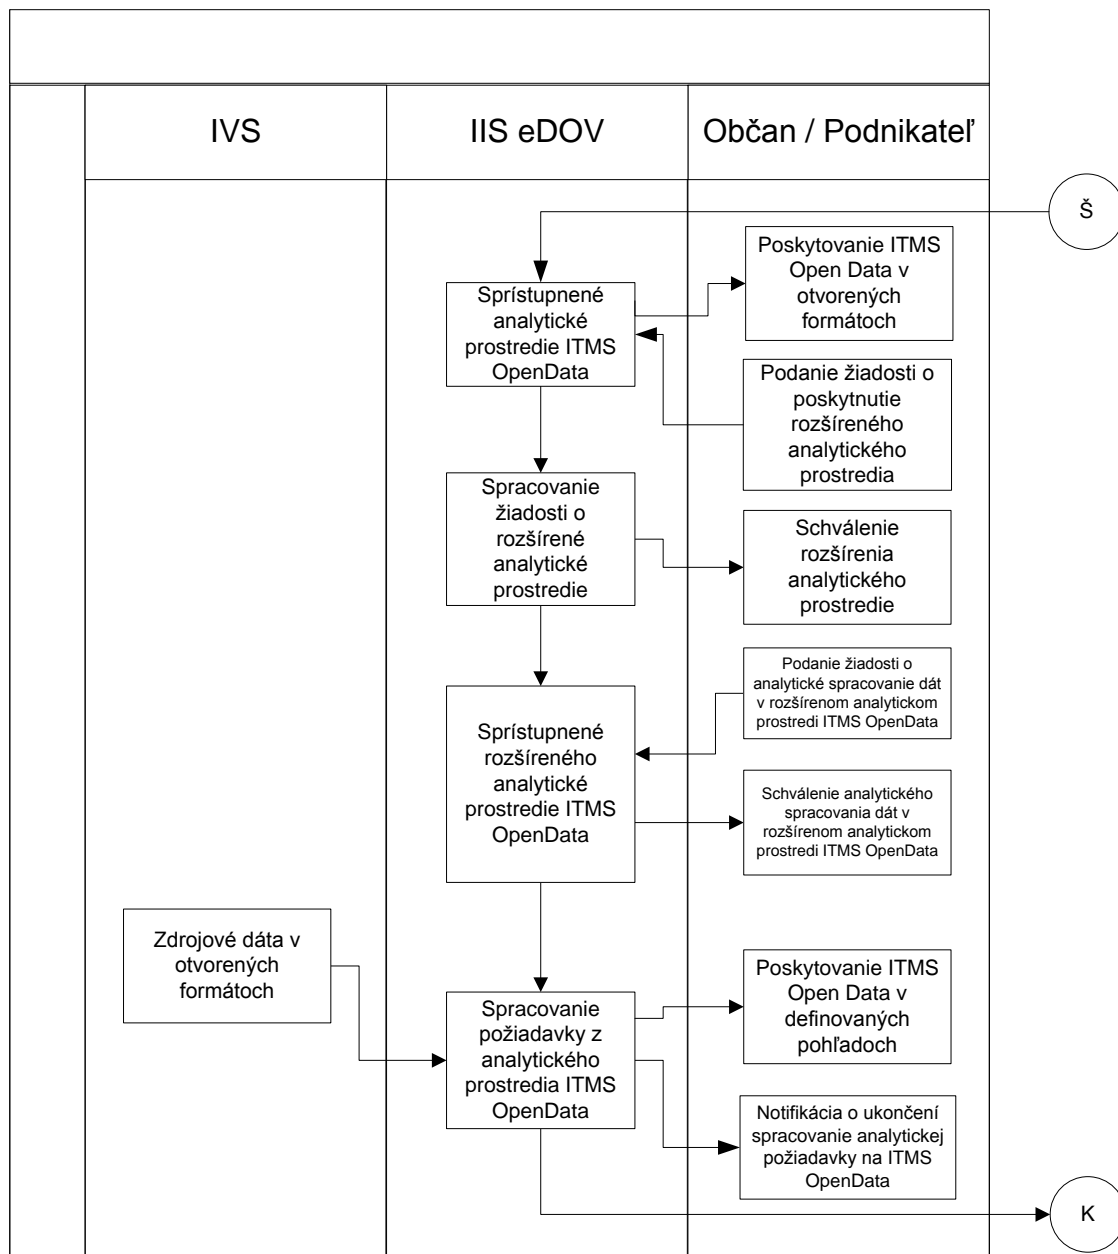 IVS
IIS eDOV
Občan / Podnikateľ
Š
Sprístupnené
analytické
prostredie ITMS
OpenData
Poskytovanie ITMS
Open Data v
otvorených
formátoch
Podanie žiadosti o
poskytnutie
rozšíreného
analytického
prostredia
Spracovanie
žiadosti o
rozšírené
analytické
prostredie
Schválenie
rozšírenia
analytického
prostredie
Podanie žiadosti o
analytické spracovanie dát
v rozšírenom analytickom
prostredi ITMS OpenData
Sprístupnené
rozšíreného
analytické
prostredie ITMS
OpenData
Schválenie analytického
spracovania dát v
rozšírenom analytickom
prostredi ITMS OpenData
Zdrojové dáta v
otvorených
formátoch
Spracovanie
požiadavky z
analytického
prostredia ITMS
OpenData
Poskytovanie ITMS
Open Data v
definovaných
pohľadoch
Notifikácia o ukončení
spracovanie analytickej
požiadavky na ITMS
OpenData
K